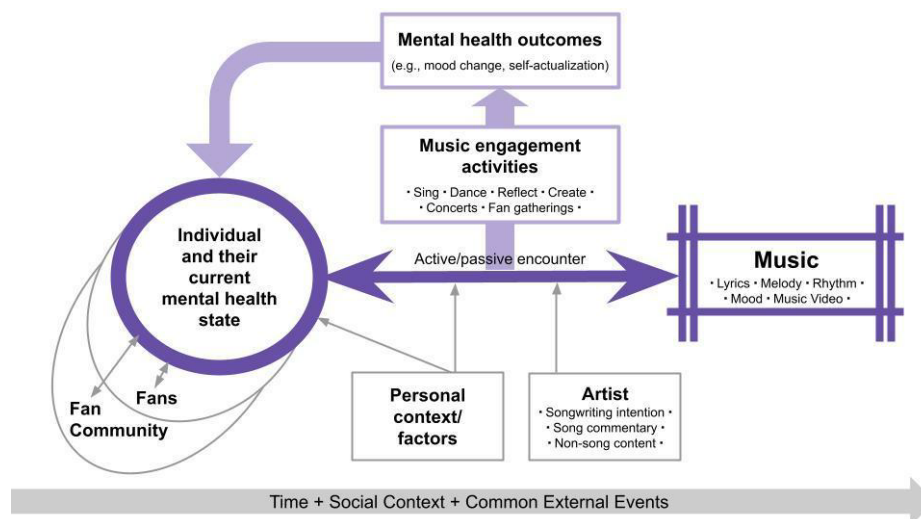 Mental health outcomes
(e.g., mood change, self-actualization)
Music engagement
activities
· Sing · Dance · Reflect · Create ·
· Concerts · Fan gatherings ·
Individual
and their
current
mental health
state
Active/passive encounter
Music
· Lyrics · Melody · Rhythm ·
· Mood · Music Video ·
Fans
Fan
Community
Personal
context/
factors
Artist
· Songwriting intention ·
· Song commentary ·
· Non-song content ·
Time + Social Context + Common External Events